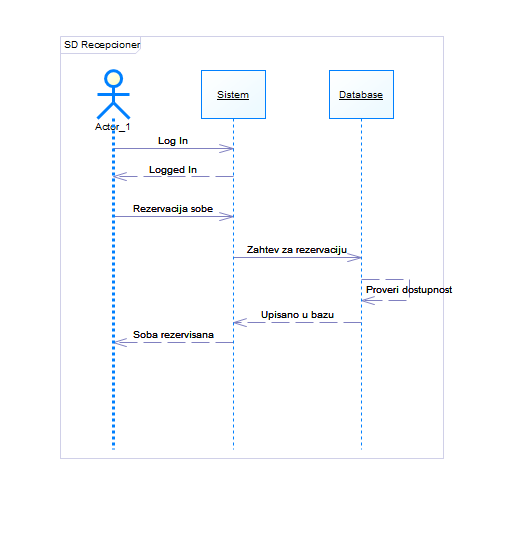 SD Recepcioner
Actor_1
Sistem
Database
Log In
Logged In
Rezervacija sobe
Zahtev za rezervaciju
Proveri dostupnost
Upisano u bazu
Soba rezervisana